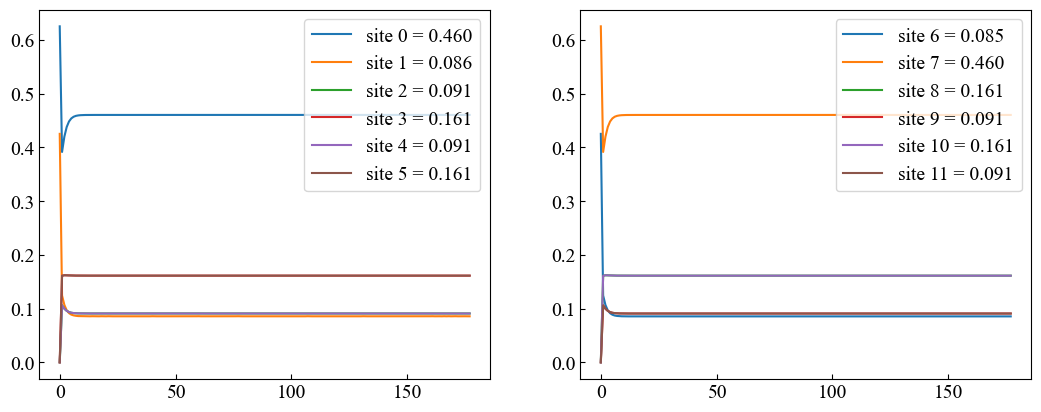 0.6
0.5
0.4
0.3
0.2
0.1
0.0
0
50
100
150
site 0 = 0.460
site 1 = 0.086
site 2 = 0.091
site 3 = 0.161
site 4 = 0.091
site 5 = 0.161
0.6
0.5
0.4
0.3
0.2
0.1
0.0
0
50
100
150
site 6 = 0.085
site 7 = 0.460
site 8 = 0.161
site 9 = 0.091
site 10 = 0.161
site 11 = 0.091